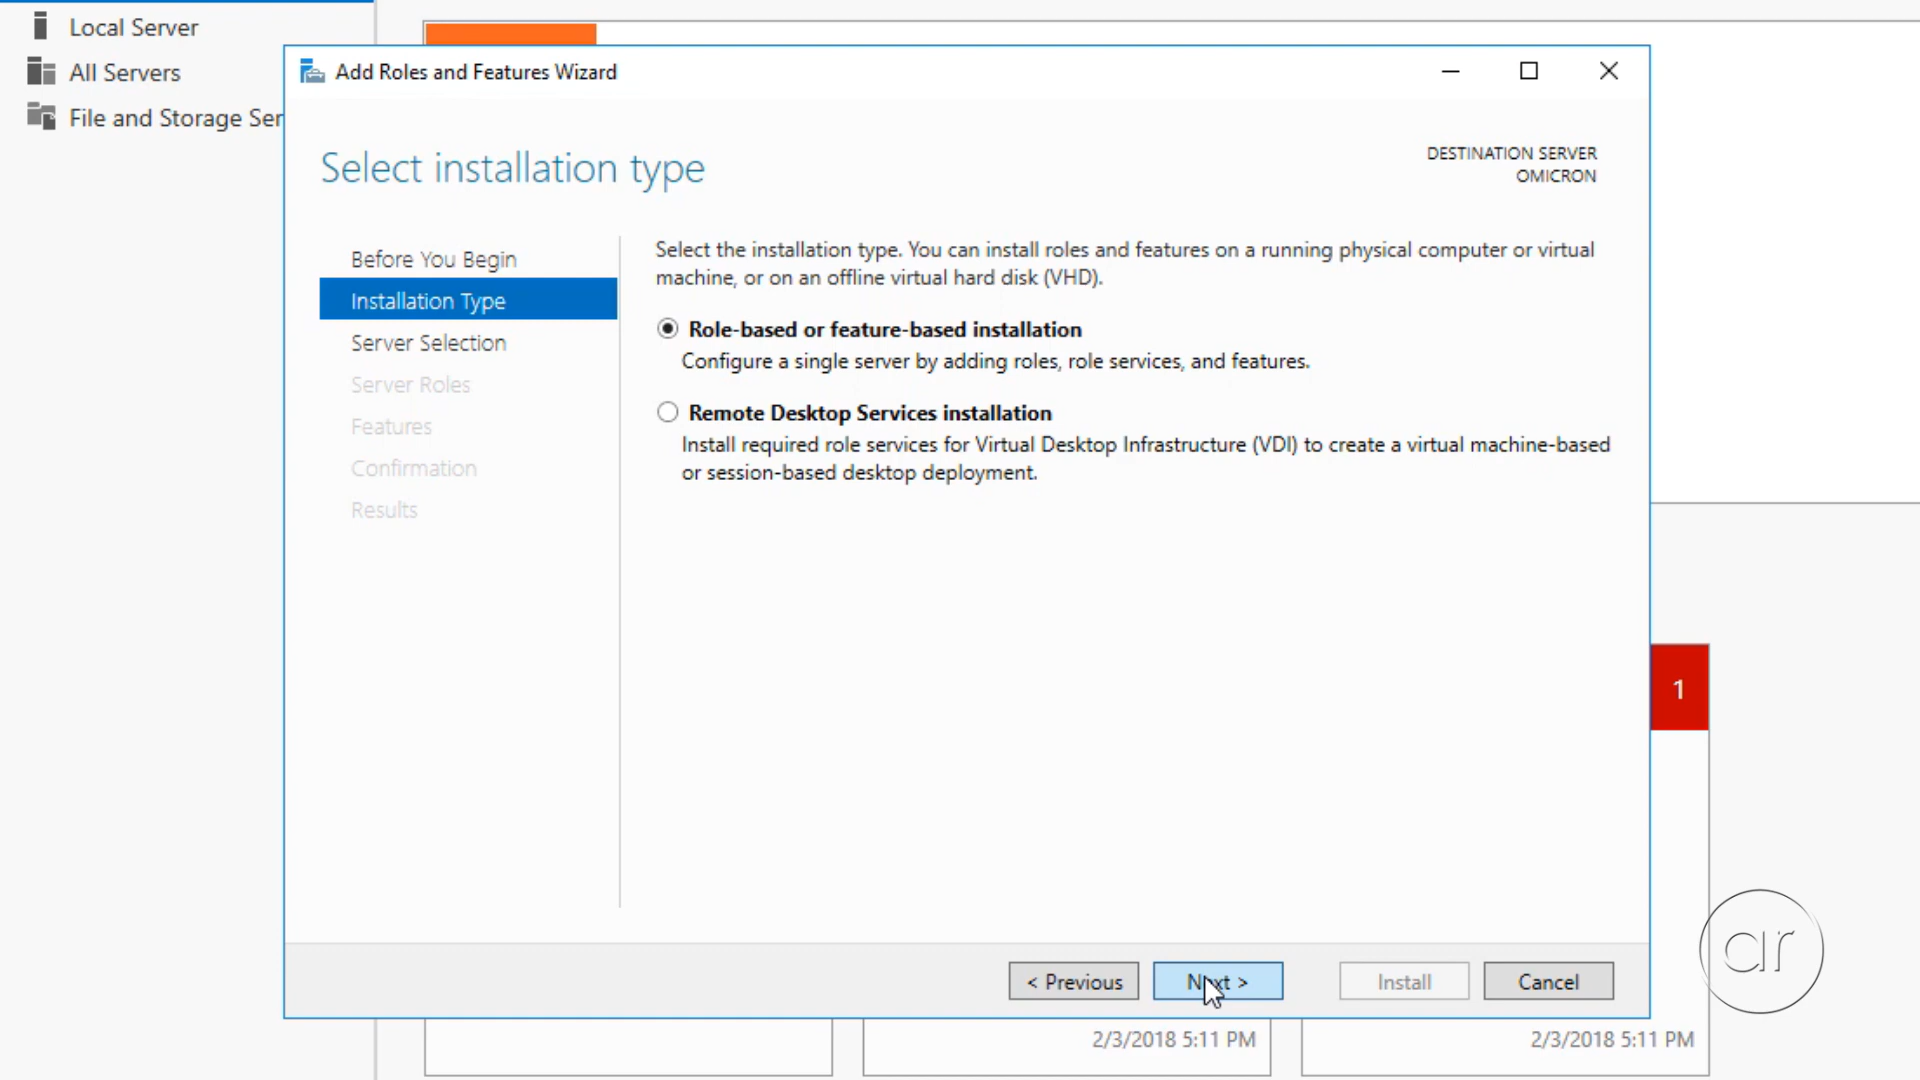 Local Server
All Servers
File and Storage Ser
Add Roles and Features Wizard
Select installation type
DESTINATION SERVER
OMICRON
Before You Begin
Installation Type
Server Selection
Server Roles
Features
Confirmation
Results
Select the installation type. You can install roles and features on a running physical computer or virtual
machine, or on an offline virtual hard disk (VHD).
Role-based or feature-based installation
Configure a single server by adding roles, role services, and features.
Remote Desktop Services installation
Install required role services for Virtual Desktop Infrastructure (VDI) to create a virtual machine-based
or session-based desktop deployment.
1
< Previous
Next >
Install
Cancel
ar
2/3/2018 5:11 PM
2/3/2018 5:11 PM